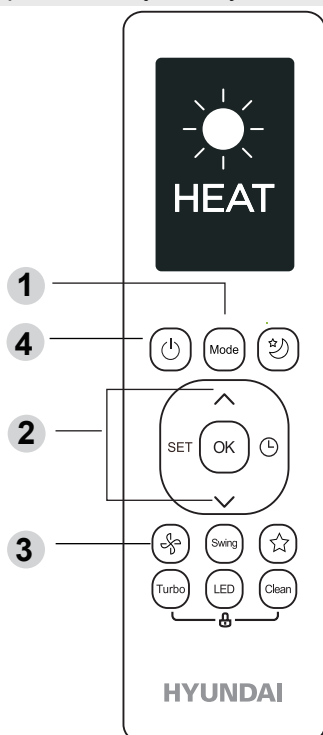 HEAT
1
4
Mode
2
SET
OK
3
Swing
Turbo
LED
Clean
HYUNDAI